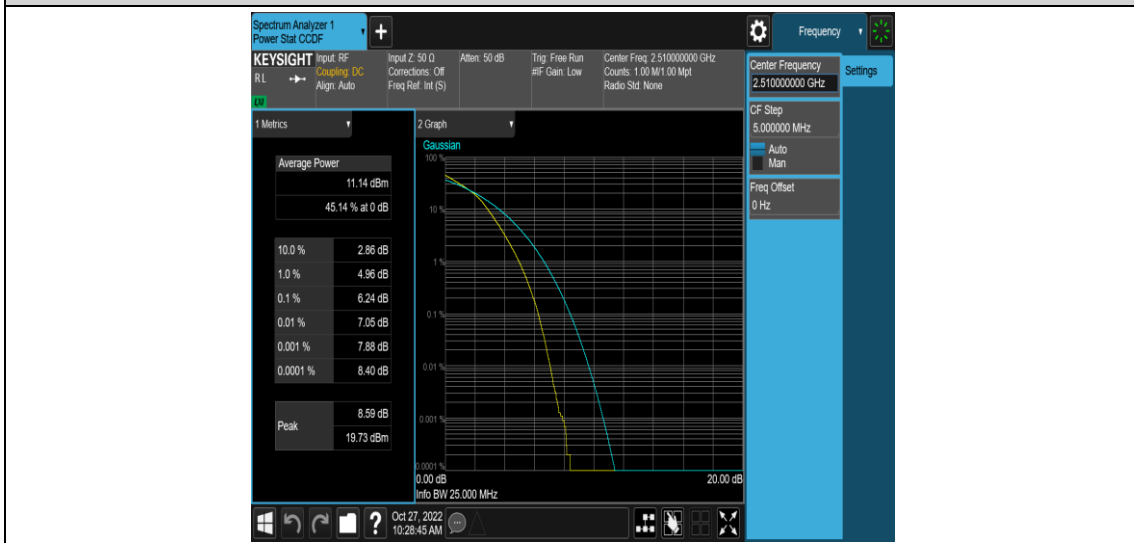 Spectrum Analyzer 1
Power Stat CCDF
Frequency
KEYSIGHT
RL
LXI
Input: RF
Coupling: DC
Align: Auto
Input Z: 50 Ω
Corrections: Off
Freq Ref: Int (S)
Atten: 50 dB
Trig: Free Run
#IF Gain: Low
Center Freq: 2.510000000 GHz
Counts: 1.00 M/1.00 Mpt
Radio Std: None
Center Frequency
2.510000000 GHz
Settings
CF Step
5.000000 MHz
Auto
Man
Freq Offset
0 Hz
1 Metrics
Average Power
11.14 dBm
45.14 % at 0 dB
10.0 % 2.86 dB
1.0 % 4.96 dB
0.1 % 6.24 dB
0.01 % 7.05 dB
0.001 % 7.88 dB
0.0001 % 8.40 dB
Peak
8.59 dB
19.73 dBm
2 Graph
Gaussian
100 %
10 %
1 %
0.1 %
0.01 %
0.001 %
0.0001 %
0.00 dB 20.00 dB
Info BW 25.000 MHz
?
Oct 27, 2022
10:28:45 AM